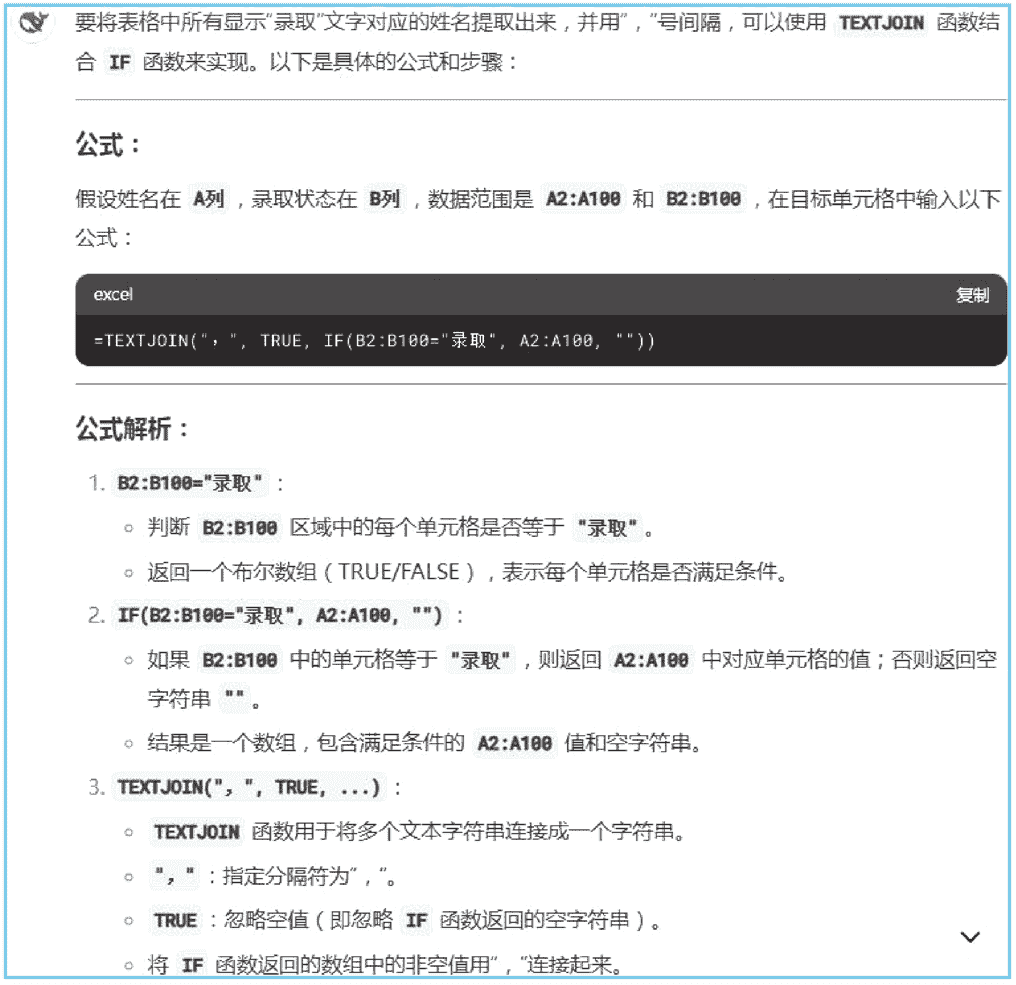 要将表格中所有显示“录取”文字对应的姓名提取出来，并用“，”号间隔，可以使用 TEXTJOIN 函数结
合 IF 函数来实现。以下是具体的公式和步骤：
公式：
假设姓名在 A列 ，录取状态在 B列 ，数据范围是 A2:A100 和 B2:B100 ，在目标单元格中输入以下
公式：
excel 复制
=TEXTJOIN("，", TRUE, IF(B2:B100="录取", A2:A100, ""))
公式解析：
1. B2:B100="录取" ：
○ 判断 B2:B100 区域中的每个单元格是否等于 "录取" 。
○ 返回一个布尔数组（TRUE/FALSE），表示每个单元格是否满足条件。
2. IF(B2:B100="录取", A2:A100, "") ：
○ 如果 B2:B100 中的单元格等于 "录取" ，则返回 A2:A100 中对应单元格的值；否则返回空
字符串 "" 。
○ 结果是一个数组，包含满足条件的 A2:A100 值和空字符串。
3. TEXTJOIN("，", TRUE, ...) ：
○ TEXTJOIN 函数用于将多个文本字符串连接成一个字符串。
○ "，" ：指定分隔符为“，”。
○ TRUE ：忽略空值（即忽略 IF 函数返回的空字符串）。
○ 将 IF 函数返回的数组中的非空值用“，”连接起来。